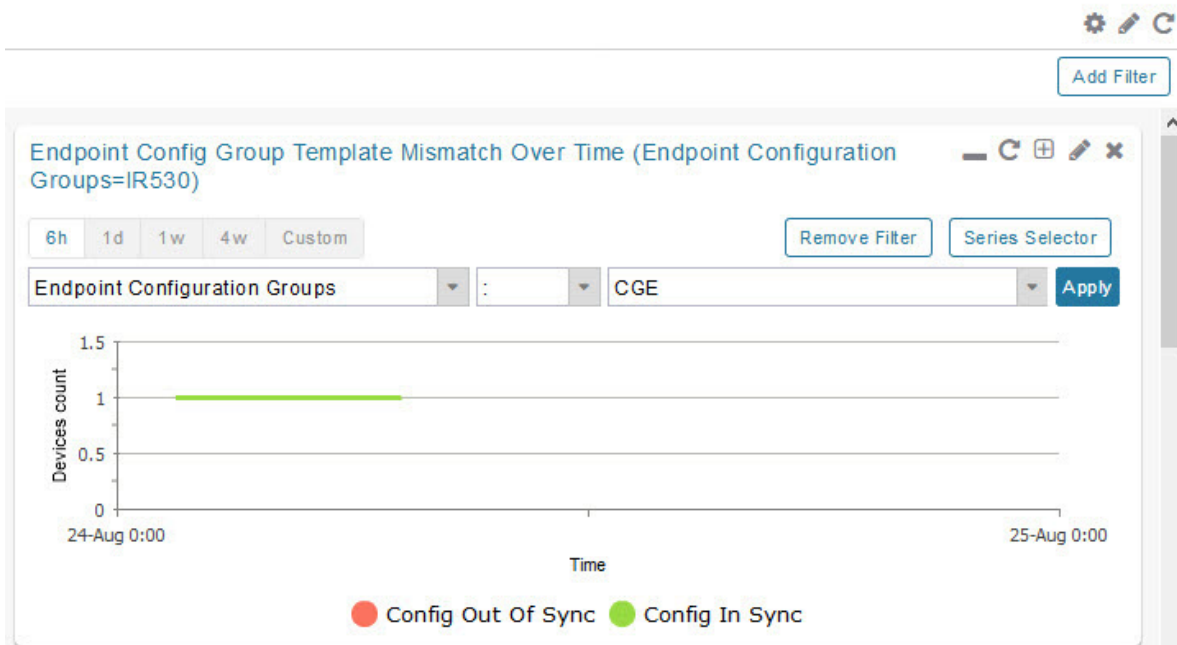 Add Filter
Endpoint Config Group Template Mismatch Over Time (Endpoint Configuration
Groups=IR530)
6h 1d 1w 4w Custom
Remove Filter
Series Selector
Endpoint Configuration Groups : CGE Apply
1.5
1
0.5
0
Devices count
24-Aug 0:00 25-Aug 0:00
Time
Config Out Of Sync Config In Sync